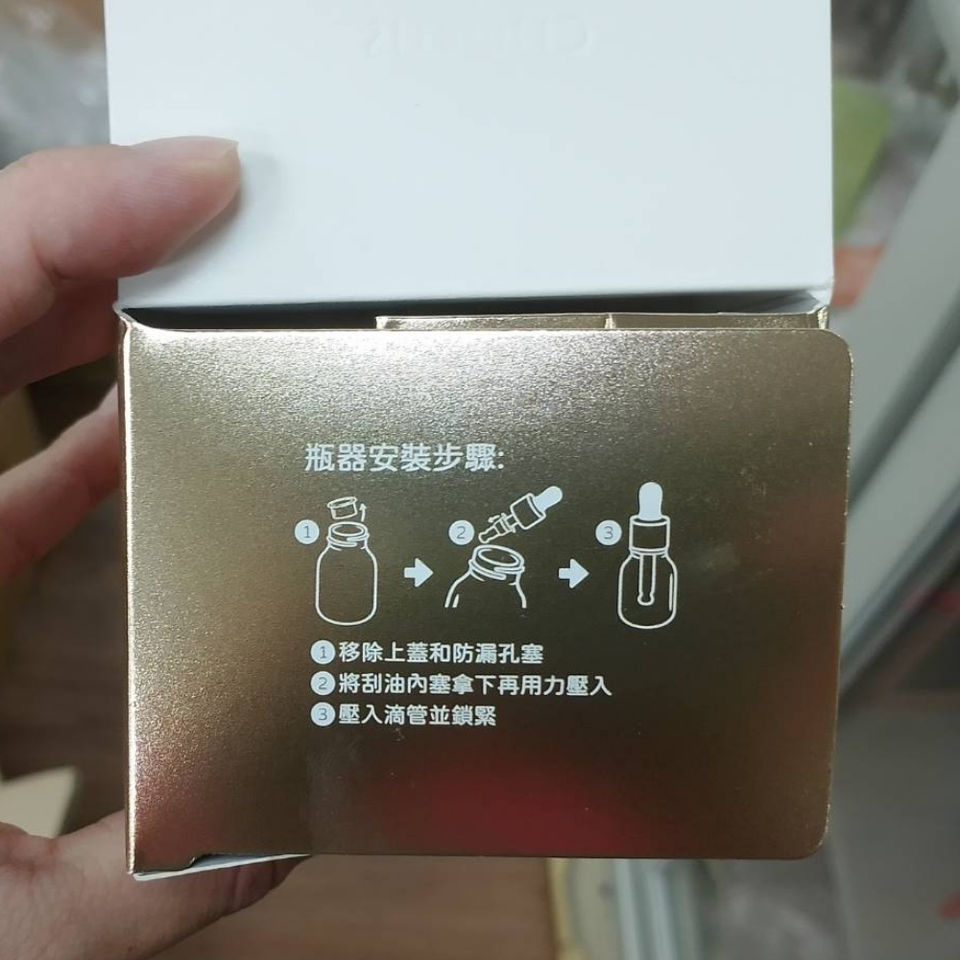 瓶器安裝步驟:
1
2
3
1 移除上蓋和防漏孔塞
2 將刮油內塞拿下再用力壓入
3 壓入滴管並鎖緊